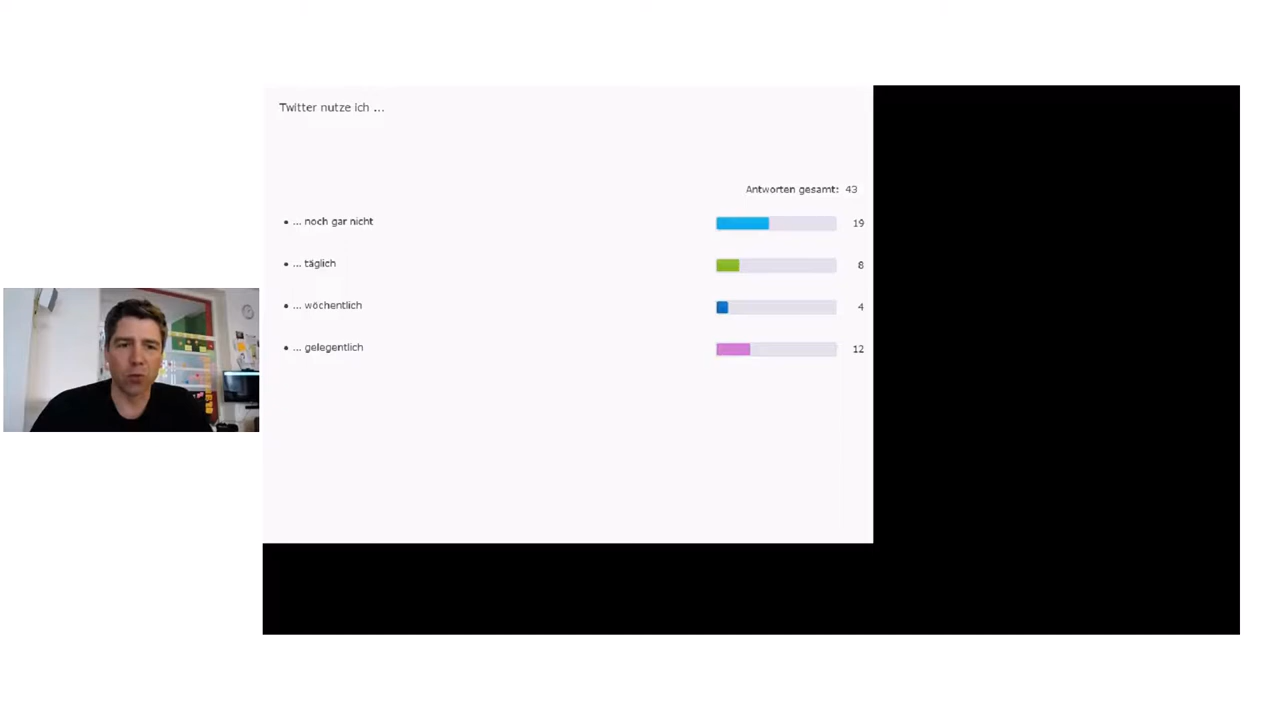 Twitter nutze ich ...
Antworten gesamt: 43
• ... noch gar nicht 19
• ... täglich 8
• ... wöchentlich 4
• ... gelegentlich 12